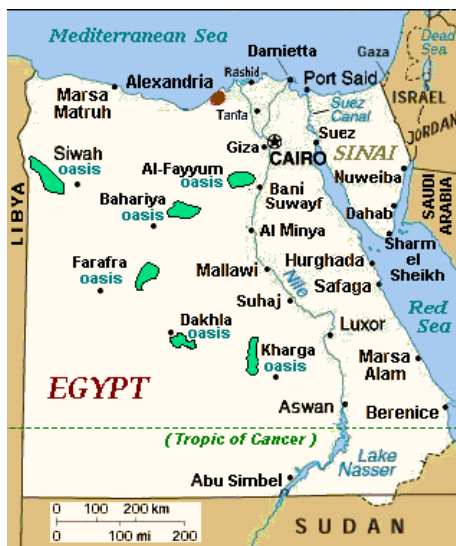 Mediterranean Sea
Damietta
Dead
Sea
Gaza
Rashid
Alexandria
Port Said
Marsa
Matruh
Tanta
Suez
Canal
ISRAEL
JORDAN
Giza
CAIRO
Suez
SINAI
Siwah
oasis
Al-Fayyum
oasis
Nuweiba
Bani
Suwayf
SAUDI
ARABIA
LIBYA
Bahariya
oasis
Dahab
Al Minya
Sharm
el Sheikh
Farafra
oasis
Mallawi
Nile
Hurghada
Safaga
Suhaj
Red
Sea
Dakhla
oasis
Luxor
Kharga
oasis
Marsa
Alam
EGYPT
Aswan
Berenice
( Tropic of Cancer )
Lake
Nasser
Abu Simbel
0 100 200 km
0 100 mi 200
SUDAN